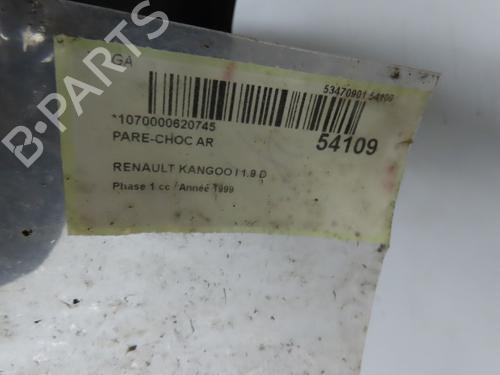 GA
53470901 54109
*1070000620745
PARE-CHOC AR
54109
RENAULT KANGOO I 1.9 D
Phase 1 cc / Année 1999
B-PARTS